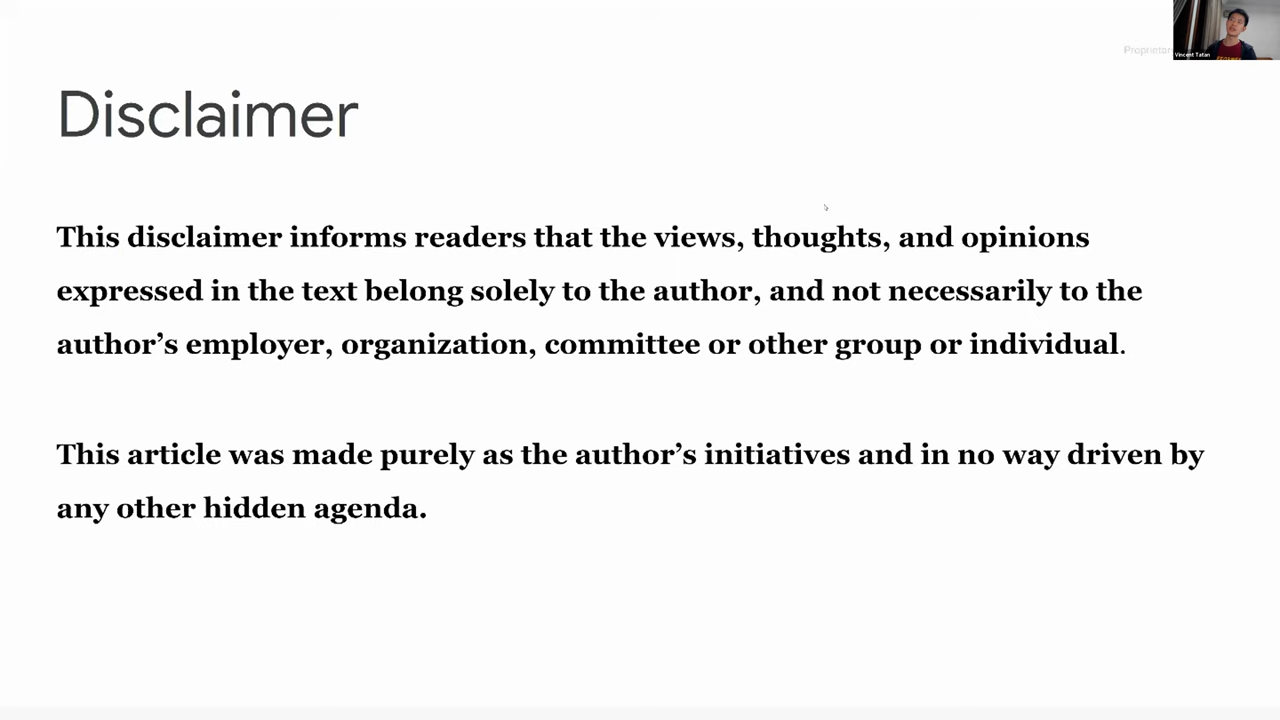 Vincent Tatan
Disclaimer
This disclaimer informs readers that the views, thoughts, and opinions
expressed in the text belong solely to the author, and not necessarily to the
author’s employer, organization, committee or other group or individual.
This article was made purely as the author’s initiatives and in no way driven by
any other hidden agenda.